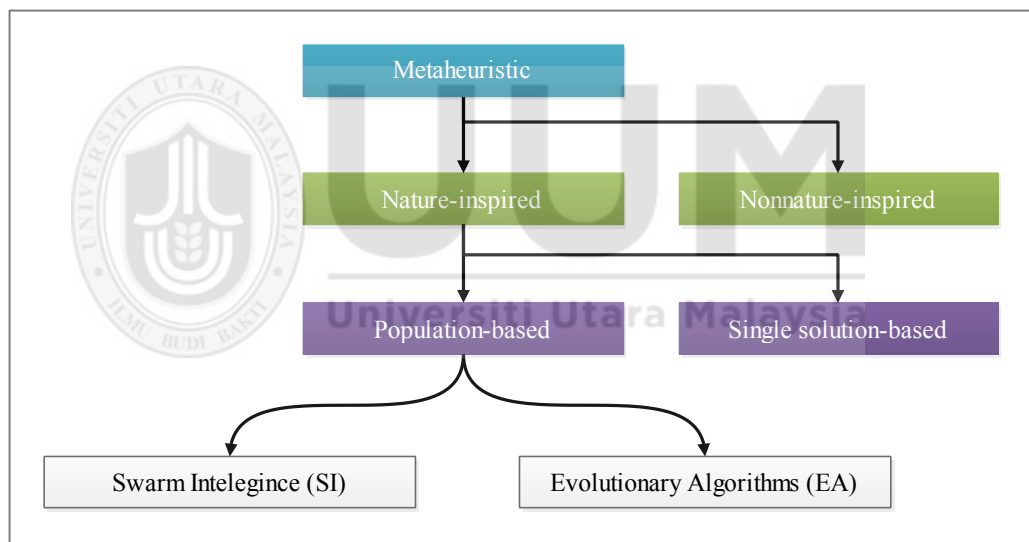 Metaheuristic
UUM
UNIVERSITI UTARA MALAYSIA
Nature-inspired
Nonnature-inspired
Universiti Utara Malaysia
Population-based
Single solution-based
ILMU BUDI BAKTI
Swarm Intelegince (SI)
Evolutionary Algorithms (EA)